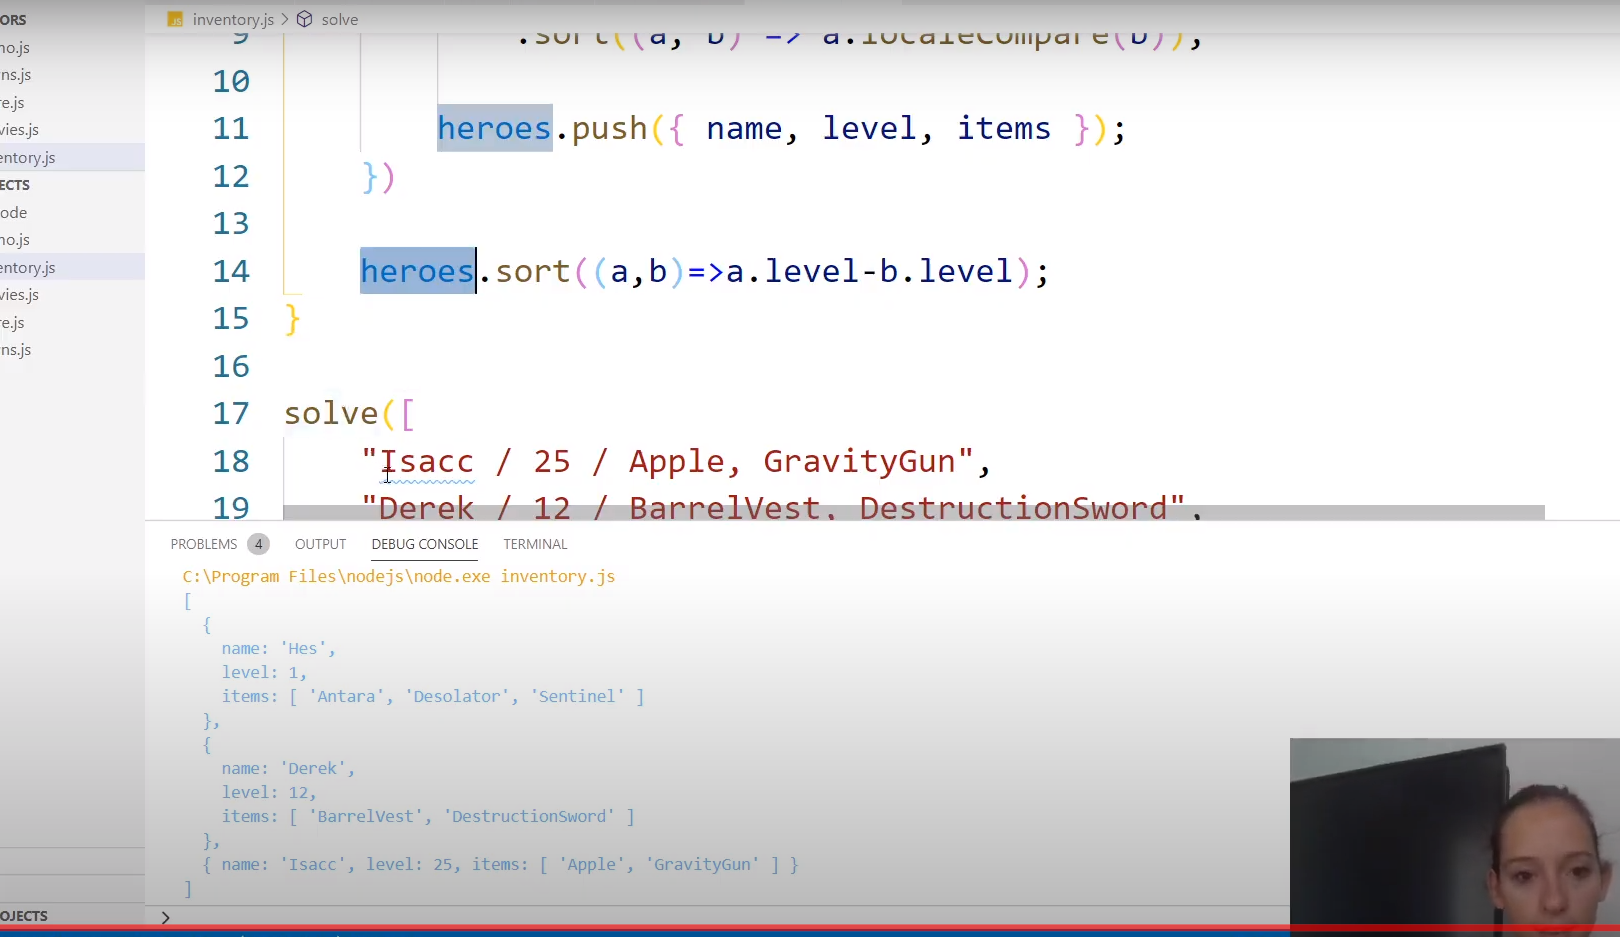 ORS
inventory.js > solve
no.js
ns.js
re.js
vies.js
entory.js
ECTS
ode
no.js
entory.js
vies.js
re.js
ns.js
9 .sort((a, b) => a.localeCompare(b));
10
11 heroes.push({ name, level, items });
12 })
13
14 heroes.sort((a,b)=>a.level-b.level);
15 }
16
17 solve([
18 "Isacc / 25 / Apple, GravityGun",
19 "Derek / 12 / BarrelVest, DestructionSword",
PROBLEMS 4 OUTPUT DEBUG CONSOLE TERMINAL
C:\Program Files\nodejs\node.exe inventory.js
[
{
name: 'Hes',
level: 1,
items: [ 'Antara', 'Desolator', 'Sentinel' ]
},
{
name: 'Derek',
level: 12,
items: [ 'BarrelVest', 'DestructionSword' ]
},
{ name: 'Isacc', level: 25, items: [ 'Apple', 'GravityGun' ] }
]
OJECTS
>